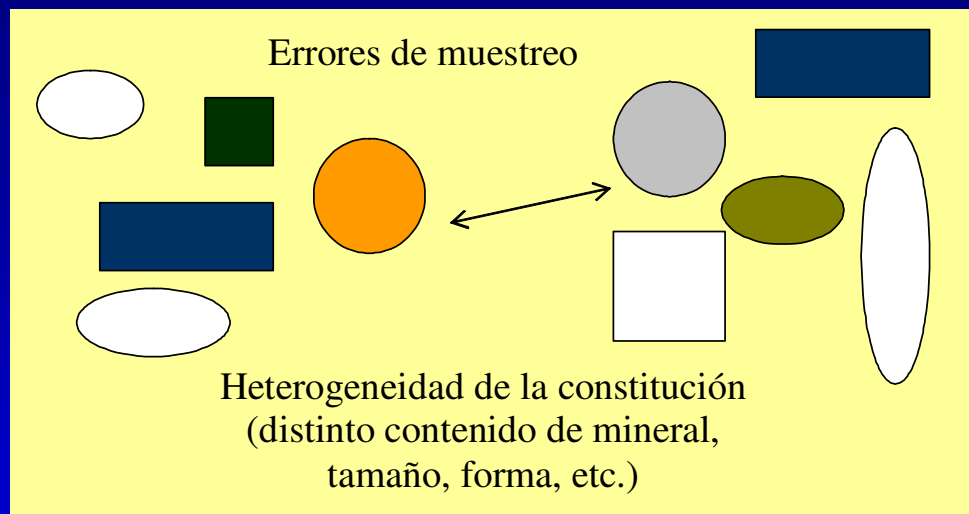 Errores de muestreo
Heterogeneidad de la constitución
(distinto contenido de mineral,
tamaño, forma, etc.)